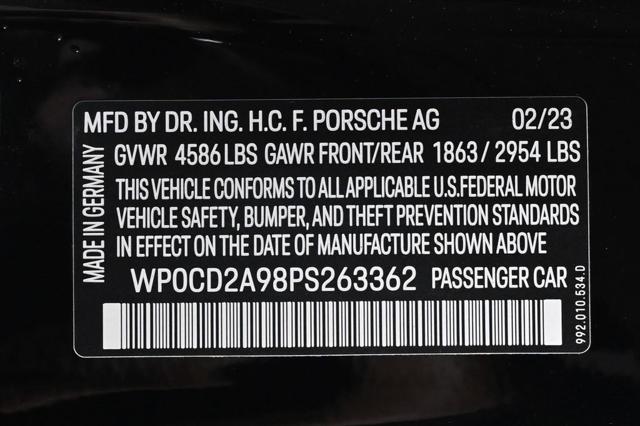 MFD BY DR. ING. H.C. F. PORSCHE AG 02/23
GVWR 4586 LBS GAWR FRONT/REAR 1863 / 2954 LBS
THIS VEHICLE CONFORMS TO ALL APPLICABLE U.S.FEDERAL MOTOR
VEHICLE SAFETY, BUMPER, AND THEFT PREVENTION STANDARDS
IN EFFECT ON THE DATE OF MANUFACTURE SHOWN ABOVE
WP0CD2A98PS263362 PASSENGER CAR
MADE IN GERMANY
992.010.534.D